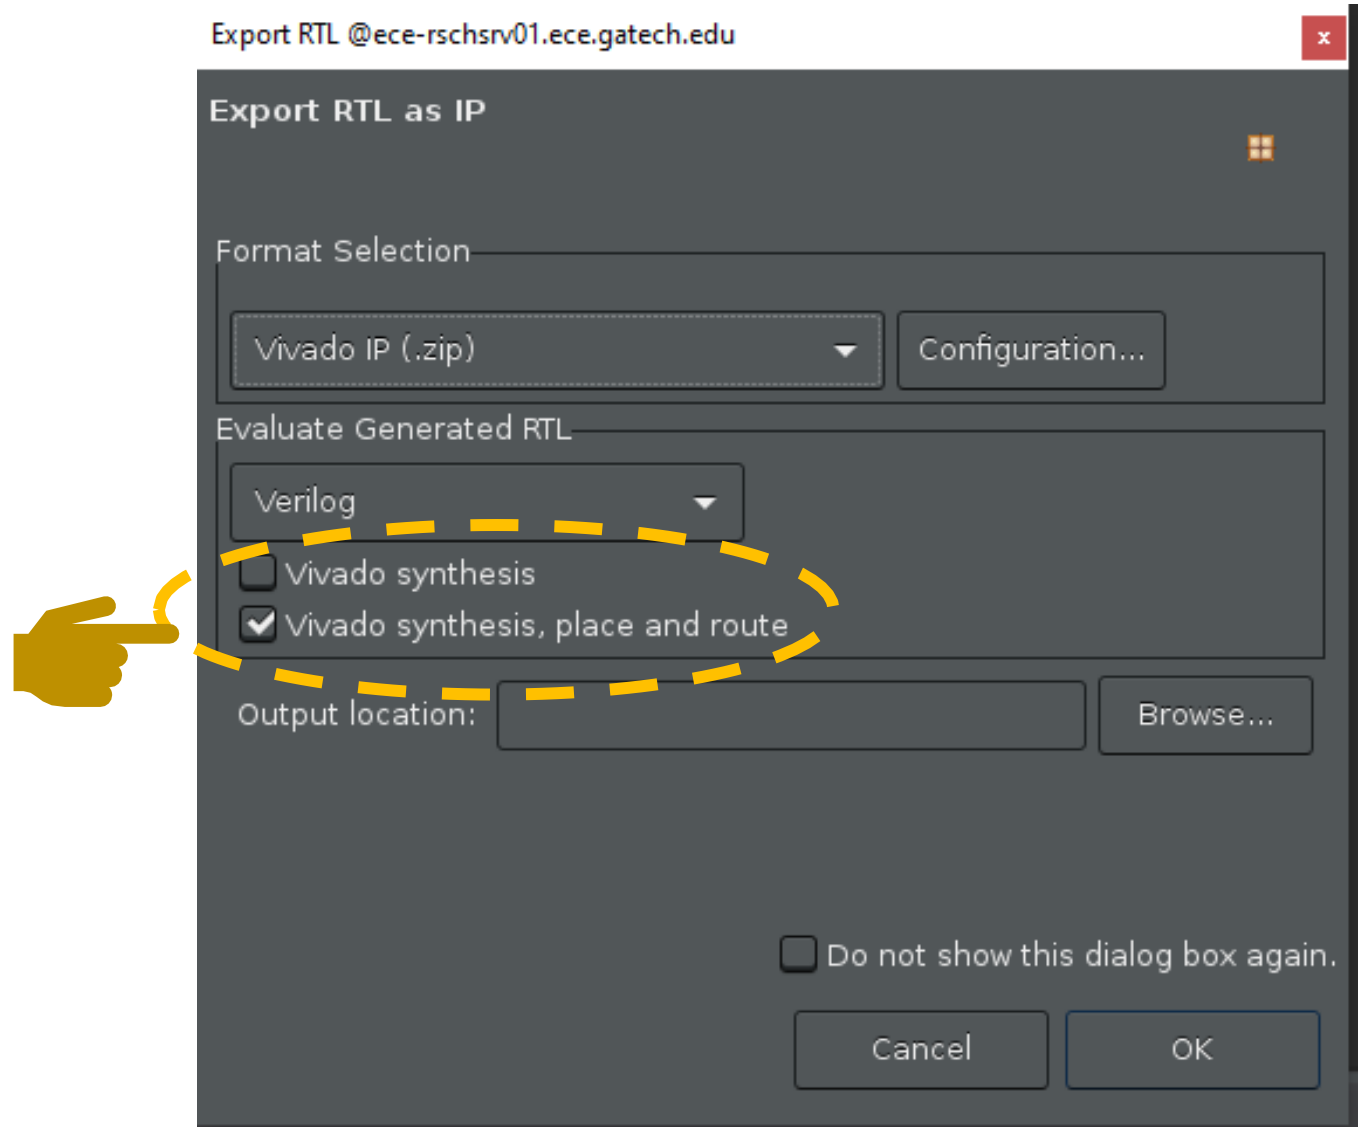 Export RTL @ece-rschsrv01.ece.gatech.edu
x
Export RTL as IP
Format Selection
Vivado IP (.zip)
Configuration...
Evaluate Generated RTL
Verilog
Vivado synthesis
Vivado synthesis, place and route
Output location:
Browse...
Do not show this dialog box again.
Cancel
OK